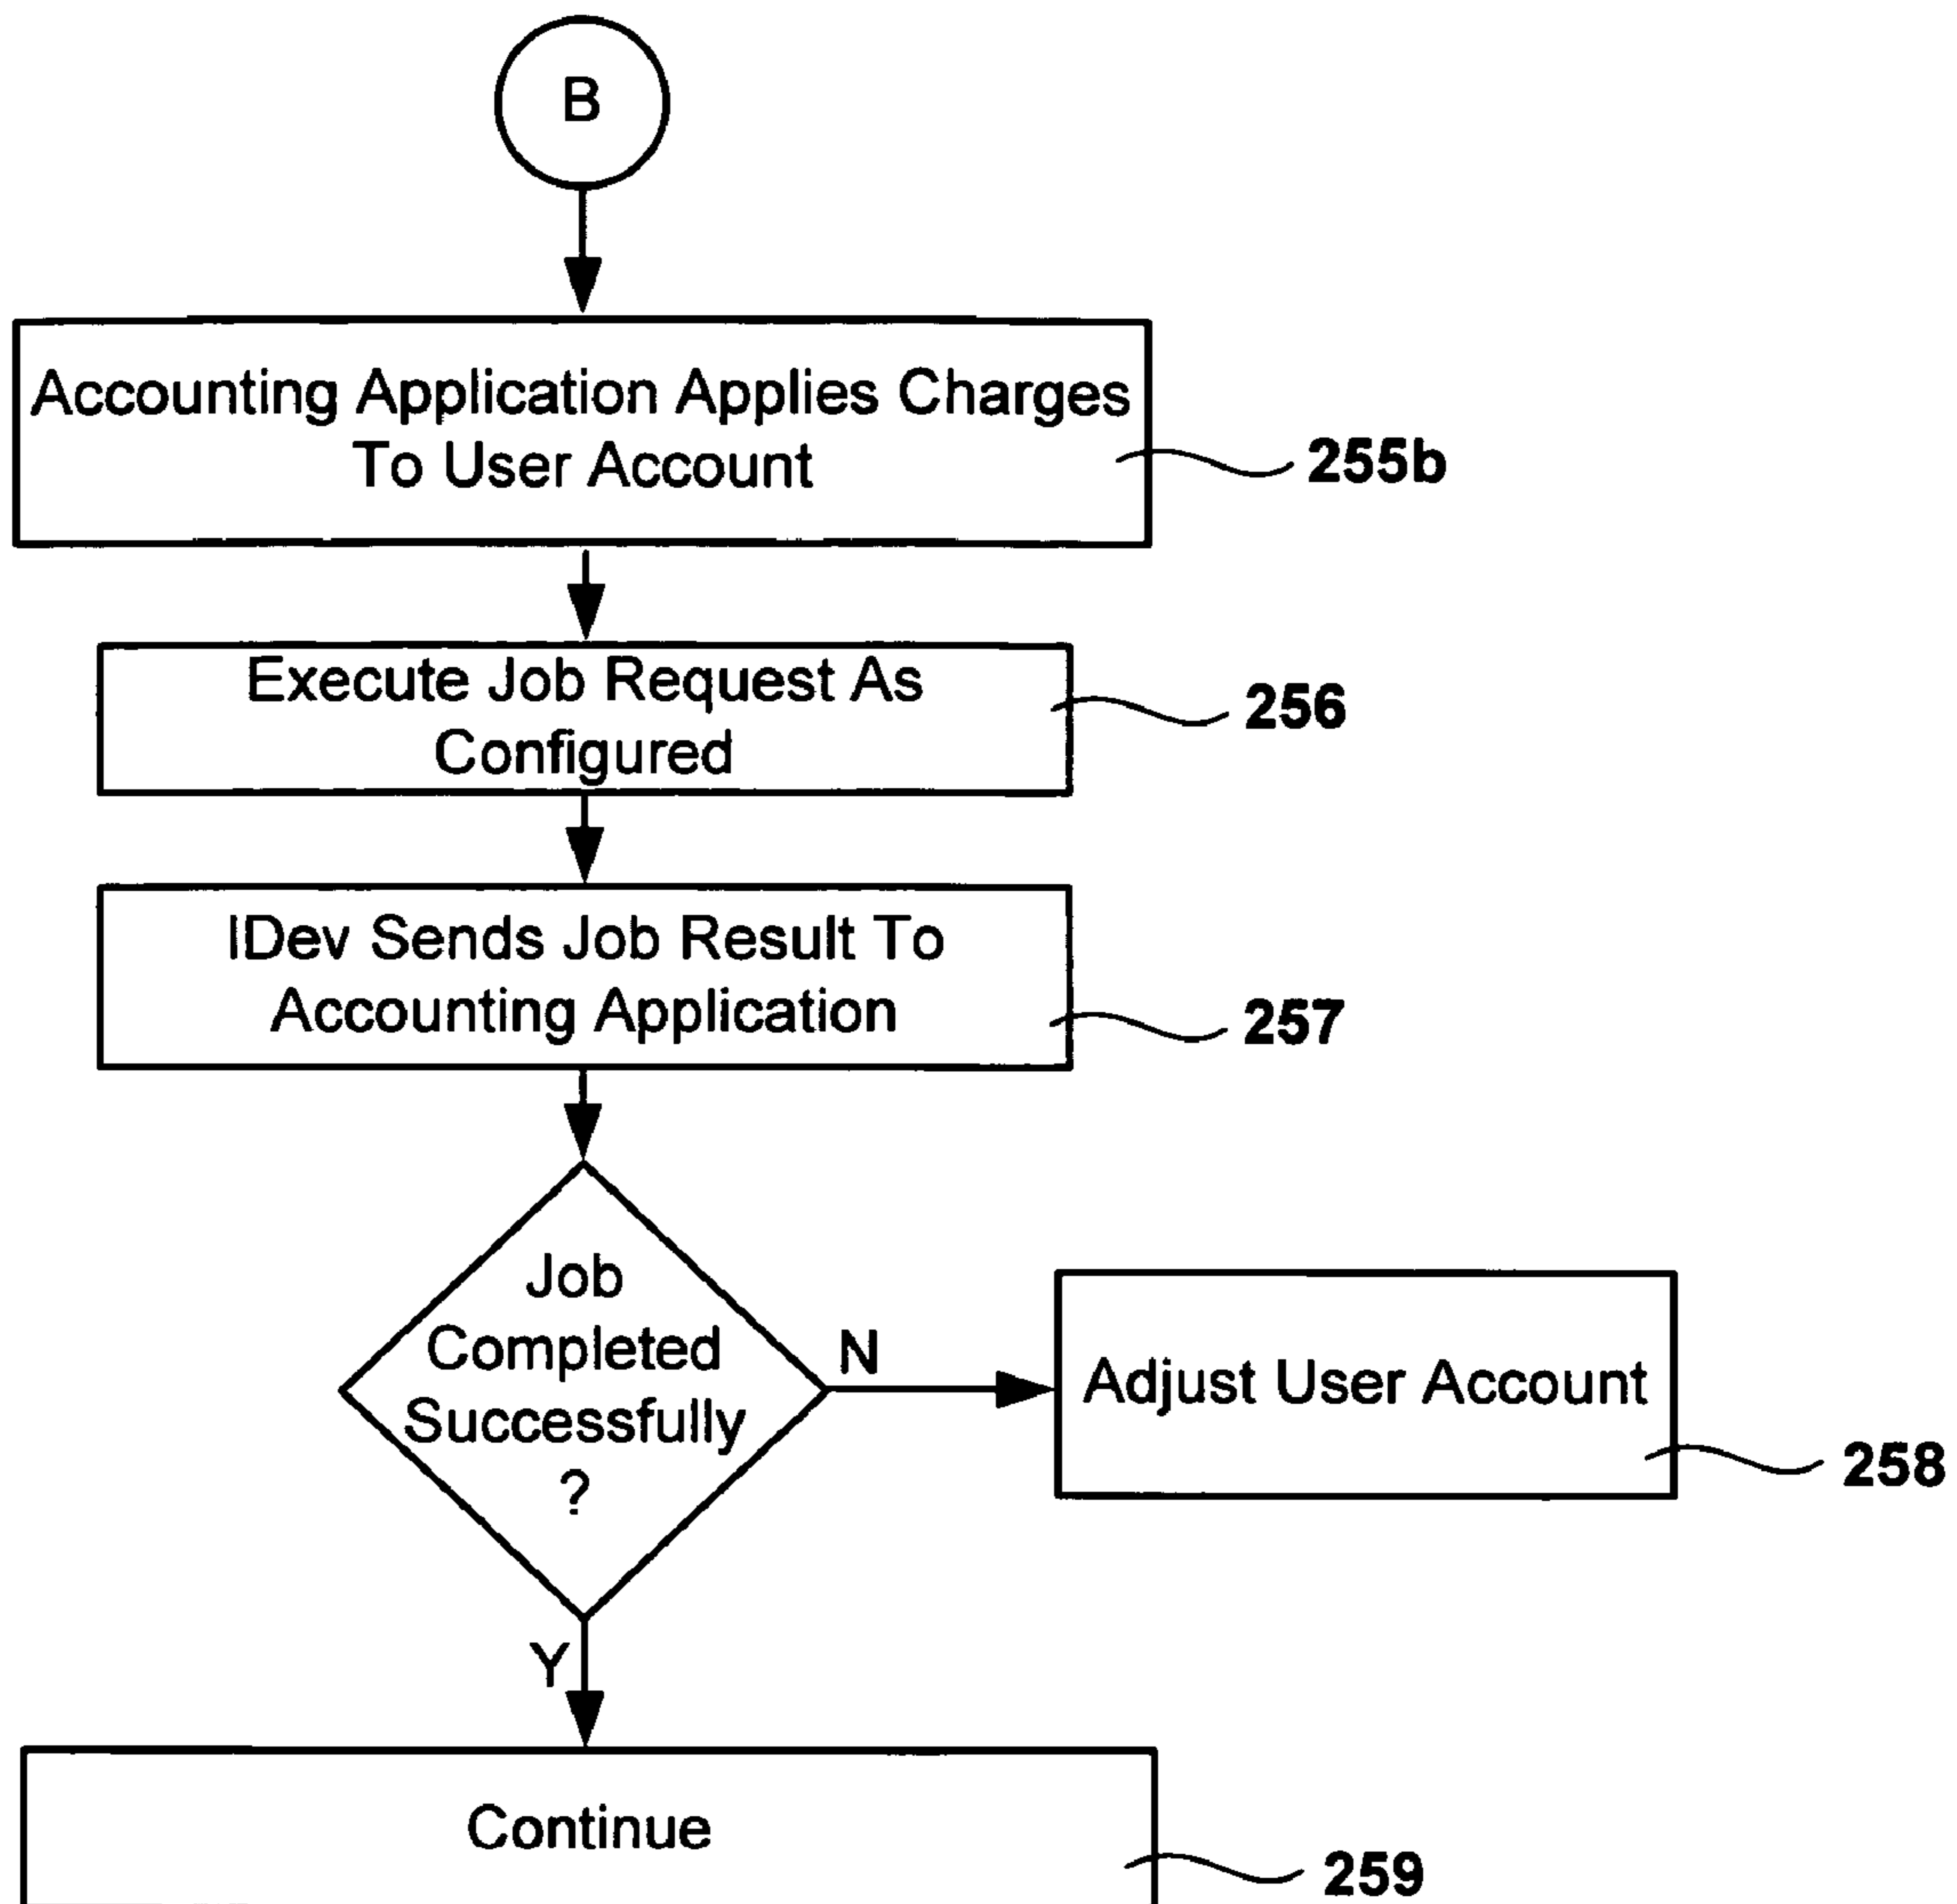 B
Accounting Application Applies Charges
To User Account
255b
Execute Job Request As
Configured
256
IDev Sends Job Result To
Accounting Application
257
Job
Completed
Successfully
?
N
Adjust User Account
258
Y
Continue
259